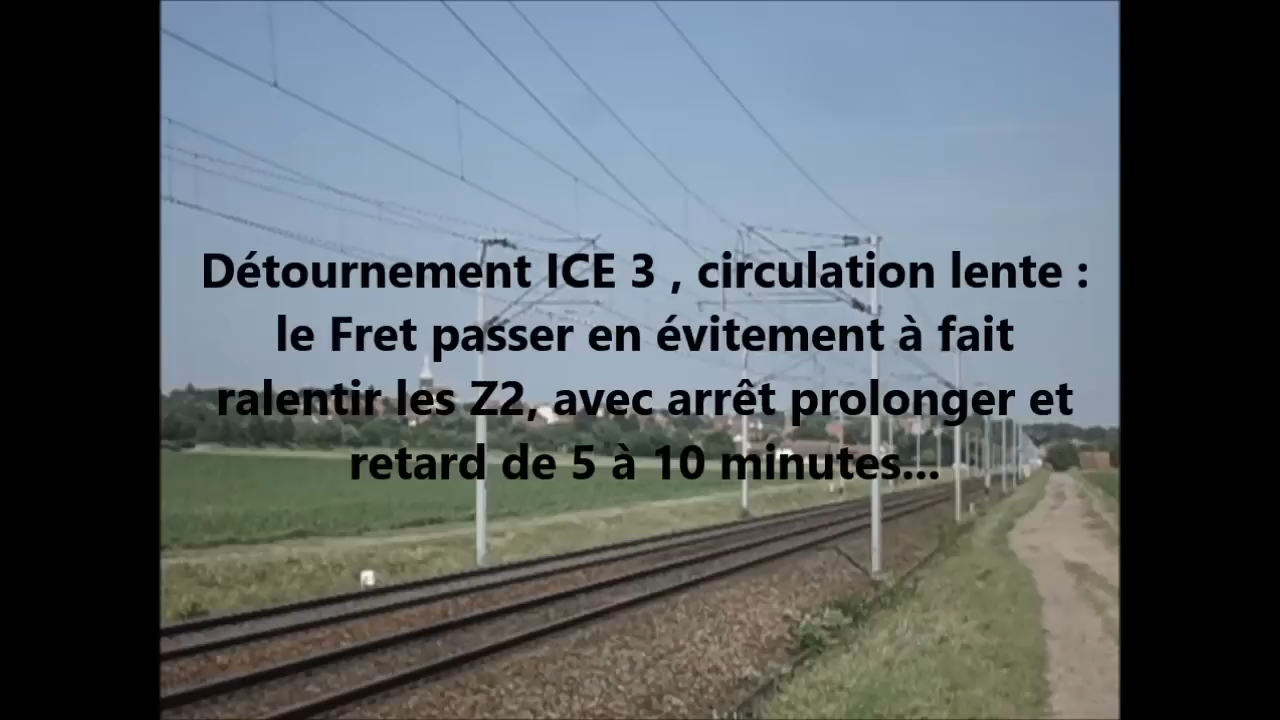 Détournement ICE 3 , circulation lente :
le Fret passer en évitement à fait
ralentir les Z2, avec arrêt prolonger et
retard de 5 à 10 minutes...